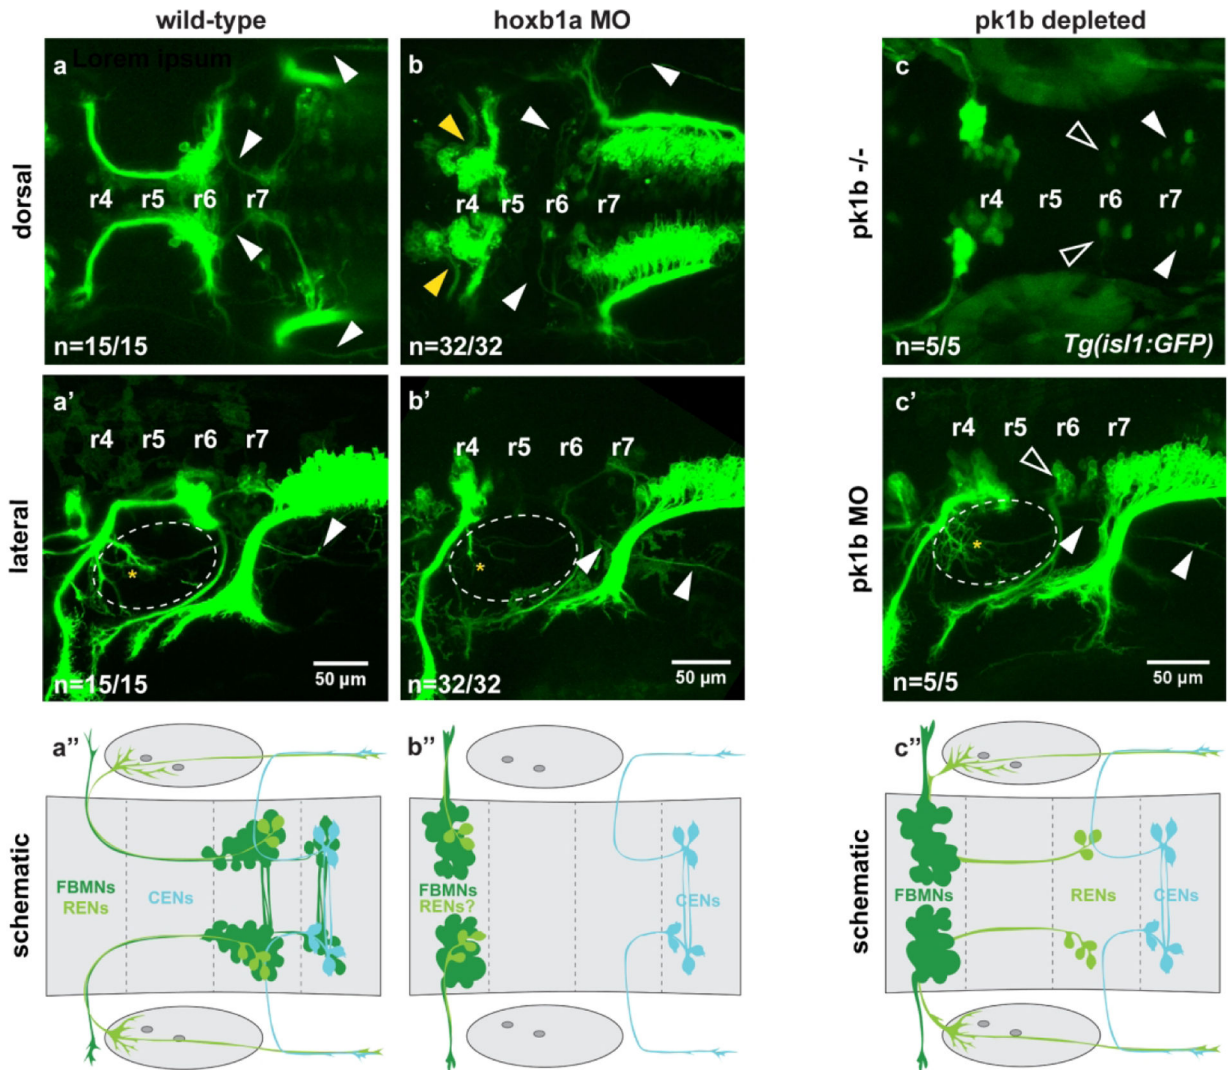 wild-type
hoxb1a MO
pk1b depleted
dorsal
a
Lorem ipsum
r4 r5 r6 r7
n=15/15
b
r4 r5 r6 r7
n=32/32
pk1b -/-
c
r4 r5 r6 r7
n=5/5
Tg(isl1:GFP)
lateral
a’
r4 r5 r6 r7
*
50 µm
n=15/15
b’
r4 r5 r6 r7
*
50 µm
n=32/32
pk1b MO
c’
r4 r5 r6 r7
*
50 µm
n=5/5
schematic
a’’
FBMNs
RENs
CENs
b’’
FBMNs
RENs?
CENs
schematic
c’’
FBMNs
RENs
CENs